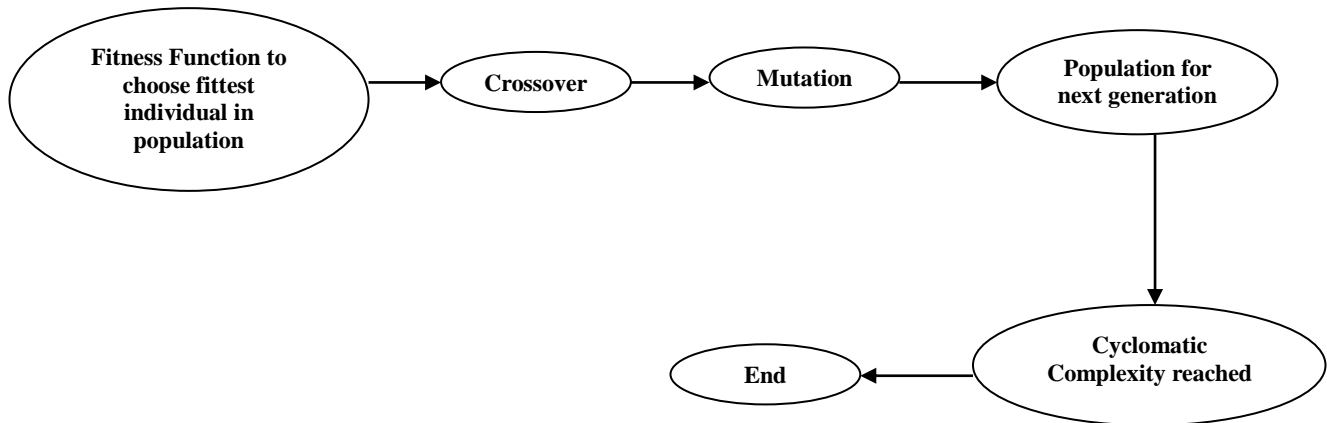 Fitness Function to
choose fittest
individual in
population
Crossover
Mutation
Population for
next generation
Cyclomatic
Complexity reached
End